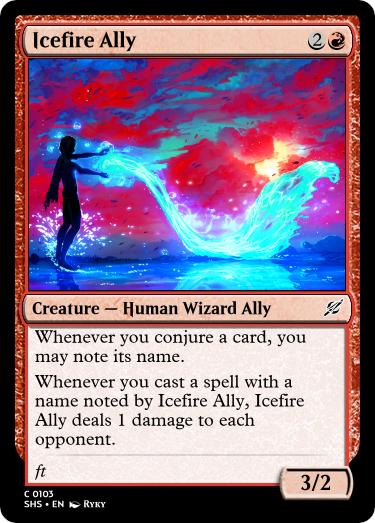 Icefire Ally 2
Creature — Human Wizard Ally
Whenever you conjure a card, you
may note its name.
Whenever you cast a spell with a
name noted by Icefire Ally, Icefire
Ally deals 1 damage to each
opponent.
ft
3/2
C 0103
SHS • EN Ryky